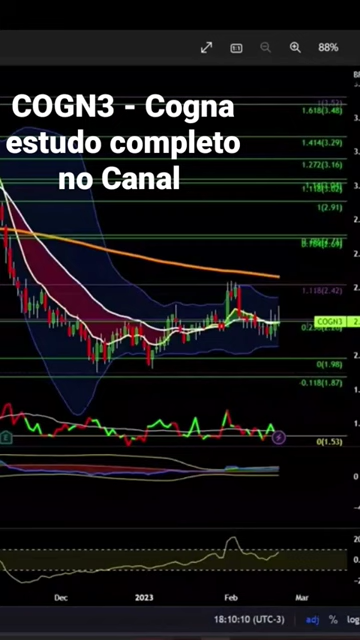 88%
COGN3 - Cogna
estudo completo
no Canal
1.618(3.48)
1.414(3.29)
1.272(3.16)
1(2.91)
1.118(2.42)
COGN3
0(1.98)
-0.118(1.87)
E
0(1.53)
Dec 2023 Feb Mar
18:10:10 (UTC-3) adj % log